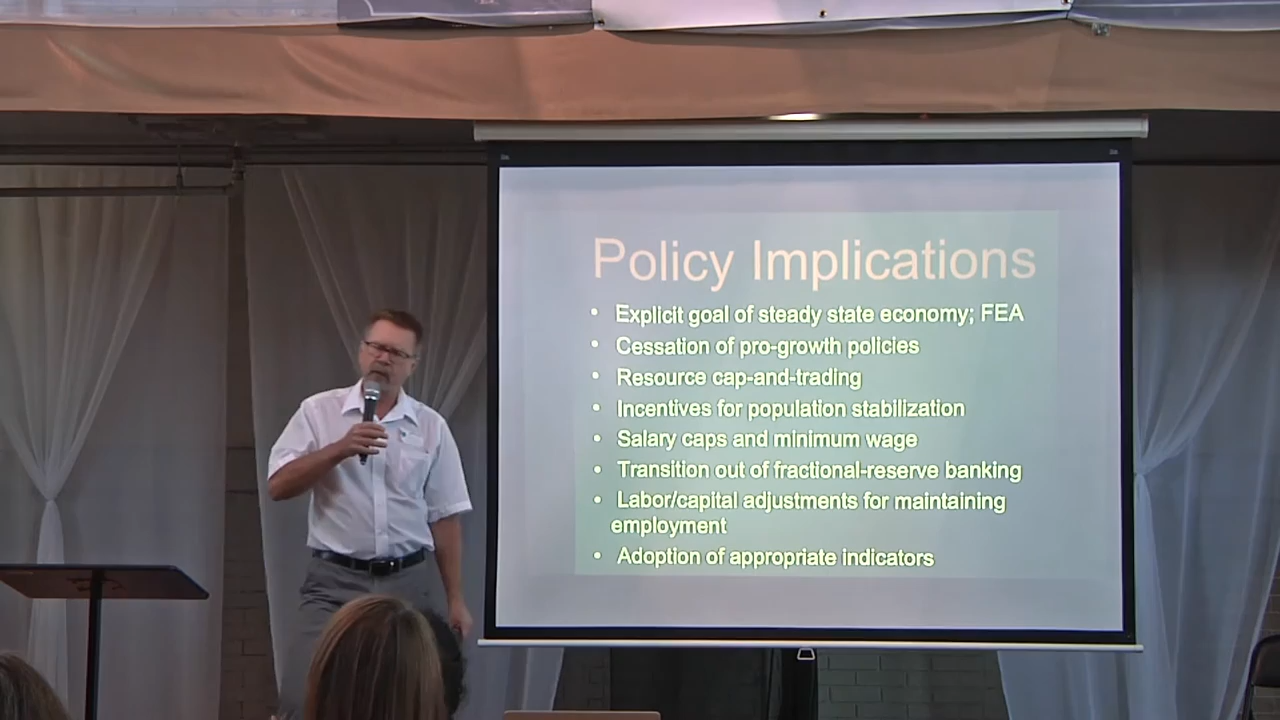 Policy Implications
• Explicit goal of steady state economy; FEA
• Cessation of pro-growth policies
• Resource cap-and-trading
• Incentives for population stabilization
• Salary caps and minimum wage
• Transition out of fractional-reserve banking
• Labor/capital adjustments for maintaining
employment
• Adoption of appropriate indicators